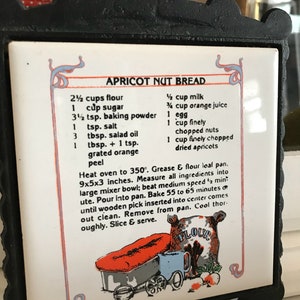 APRICOT NUT BREAD
2½ cups flour
1 cup sugar
3½ tsp. baking powder
1 tsp. salt
3 tbsp. salad oil
1 tbsp. + 1 tsp.
grated orange
peel
½ cup milk
¾ cup orange juice
1 egg
1 cup finely
chopped nuts
1 cup finely chopped
dried apricots
Heat oven to 350°. Grease & flour loaf pan.
9x5x3 inches. Measure all ingredients into
large mixer bowl; beat medium speed ½ min-
ute. Pour into pan. Bake 55 to 65 minutes or
until wooden pick inserted into center comes
out clean. Remove from pan. Cool thor-
oughly. Slice & serve.
FLOUR